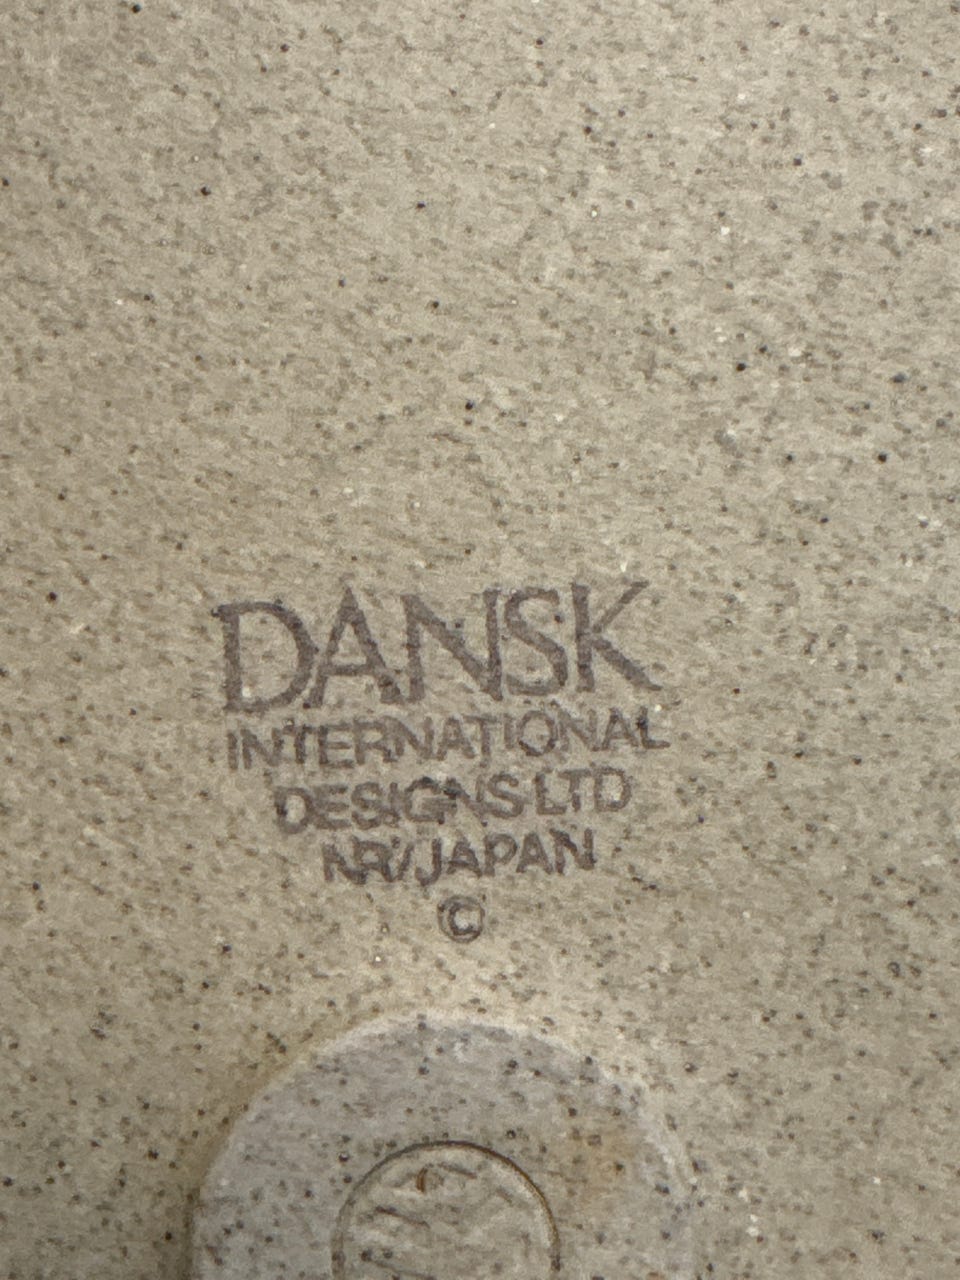 DANSK
INTERNATIONAL
DESIGNS LTD
NR/JAPAN
©